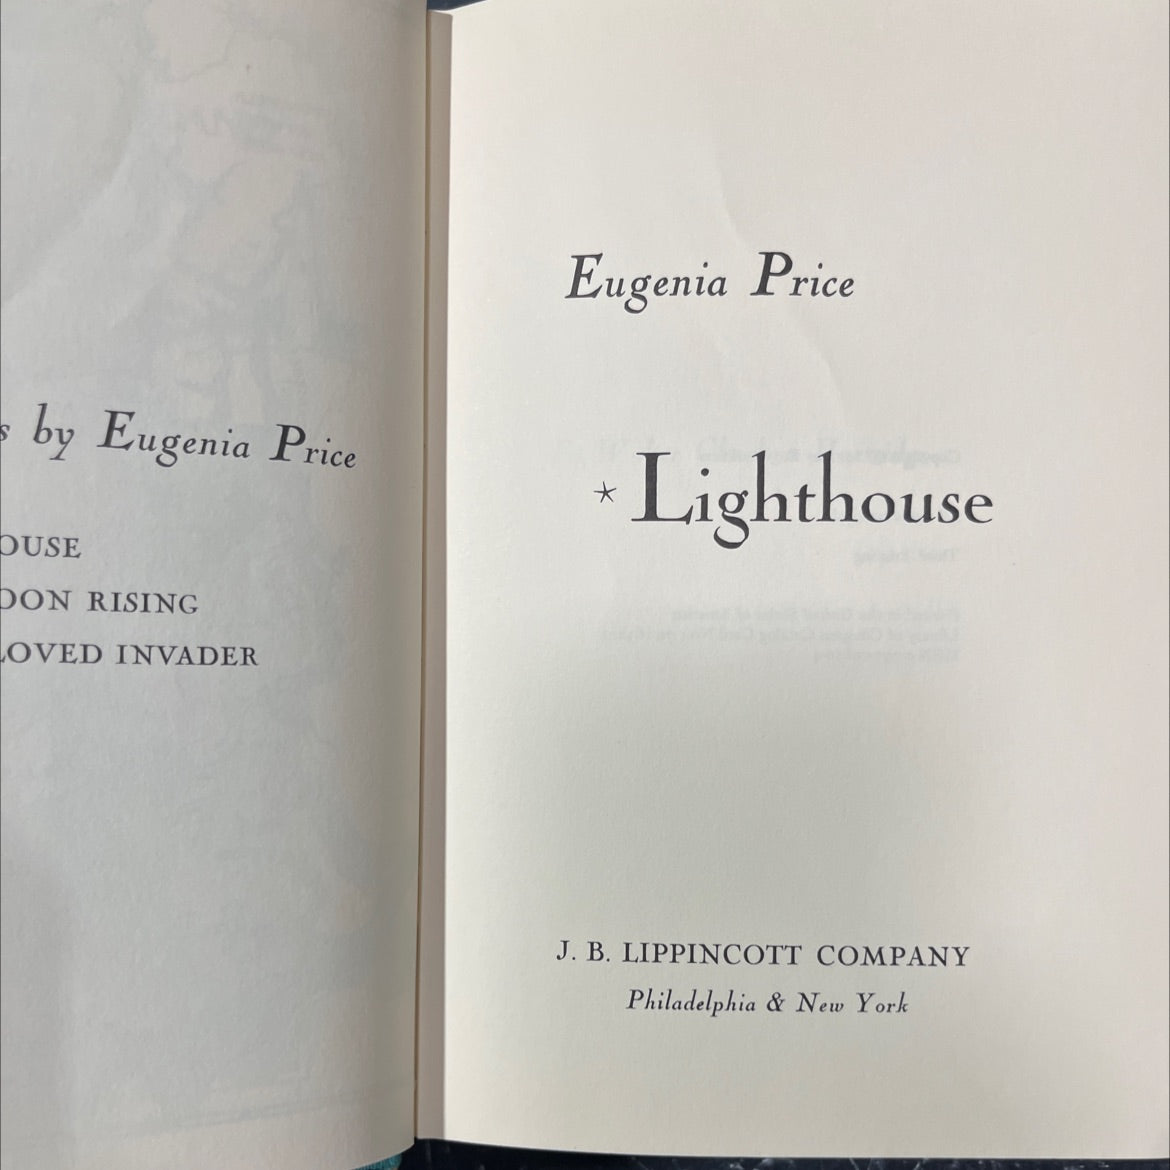 by Eugenia Price
OUSE
OON RISING
LOVED INVADER
Eugenia Price
* Lighthouse
J. B. LIPPINCOTT COMPANY
Philadelphia & New York